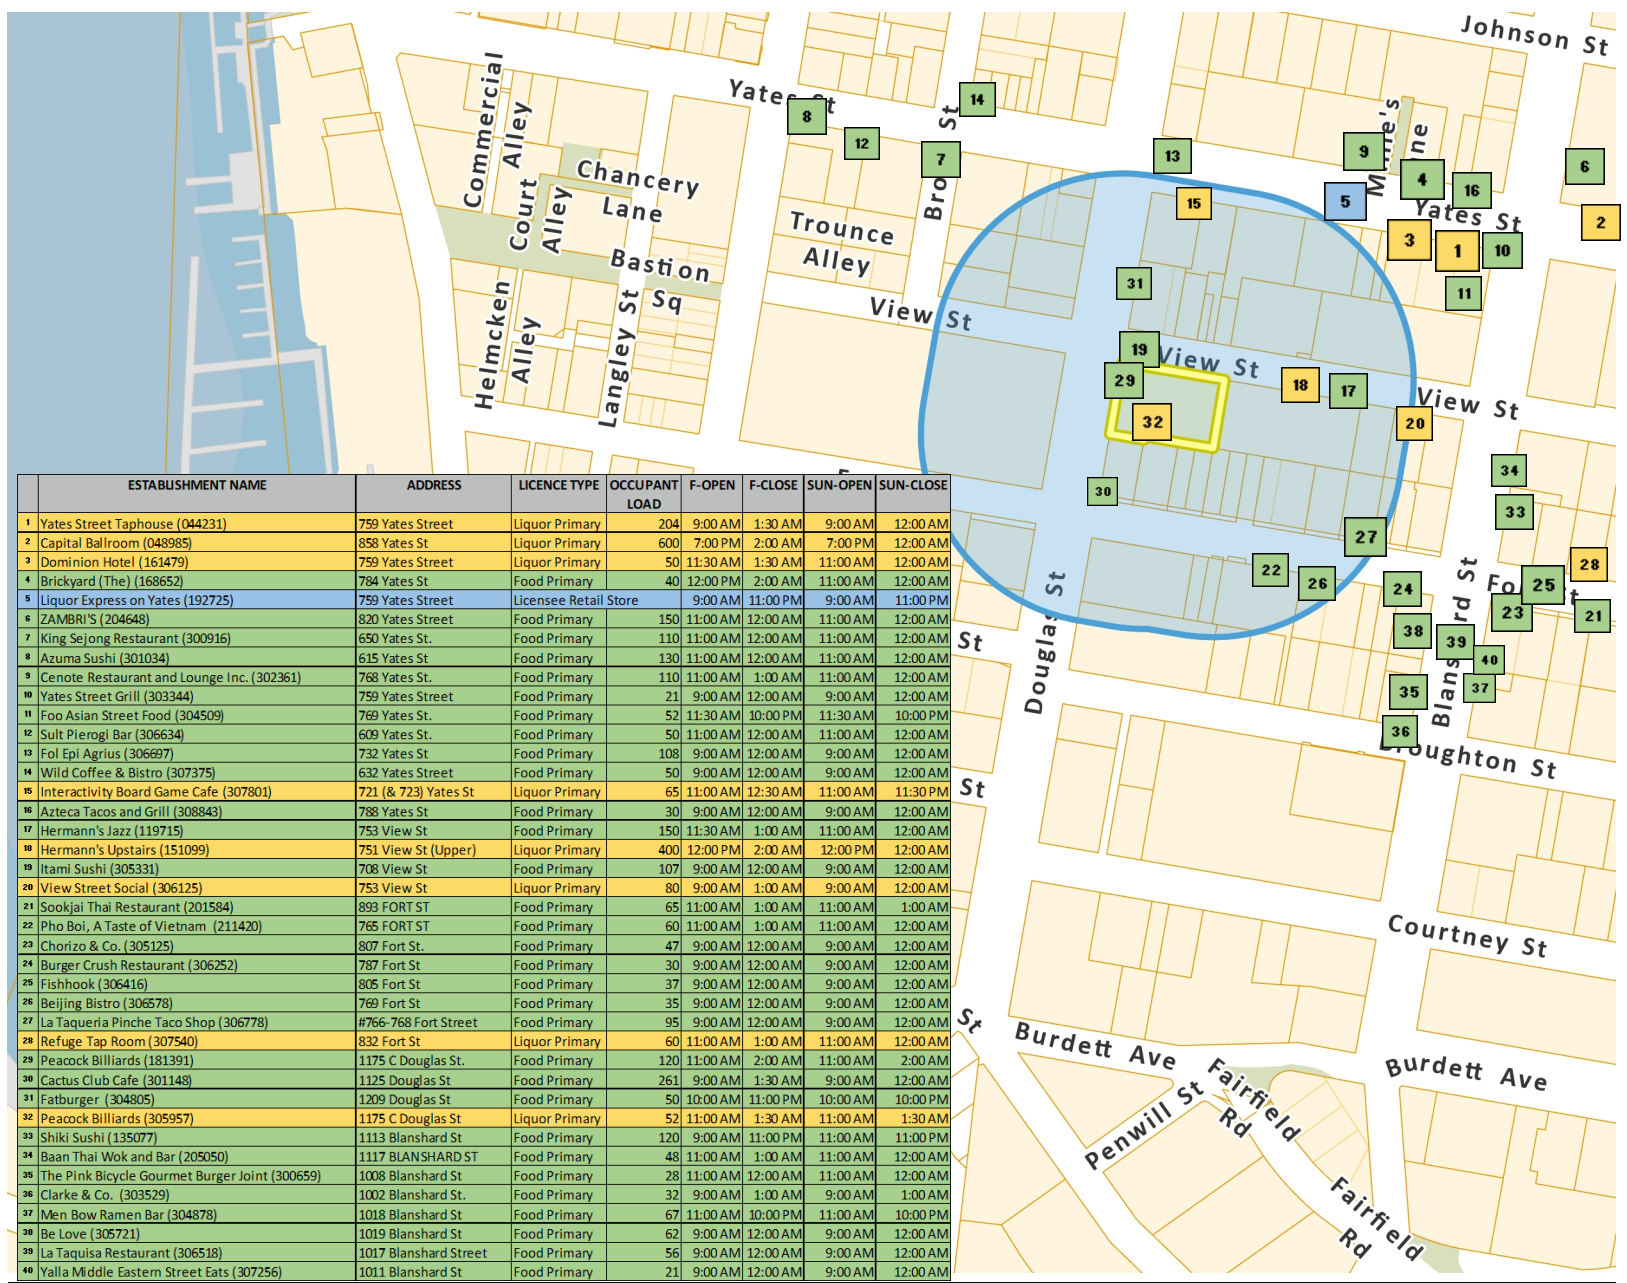 Johnson St
Commercial Alley
Yates St
Bro St
Chancery Lane
Court Alley
Trounce Alley
Bastion Sq
View St
Helmcken Alley
Langley St
View St
View St
Yates St
8
12
7
14
13
15
9
5
4
16
6
2
3
1
10
11
31
19
29
32
18
17
20
30
34
33
27
22
26
24
28
25
23
21
38
39
40
37
35
36
Douglas St
St
St
St
Broughton St
Courtney St
Burdett Ave
Burdett Ave
Fairfield Rd
Penwill St
Fairfield Rd
ESTABLISHMENT NAME ADDRESS LICENCE TYPE OCCUPANT LOAD F-OPEN F-CLOSE SUN-OPEN SUN-CLOSE
1 Yates Street Taphouse (044231) 759 Yates Street Liquor Primary 204 9:00 AM 1:30 AM 9:00 AM 12:00 AM
2 Capital Ballroom (048985) 858 Yates St Liquor Primary 600 7:00 PM 2:00 AM 7:00 PM 12:00 AM
3 Dominion Hotel (161479) 759 Yates Street Liquor Primary 50 11:30 AM 1:30 AM 11:00 AM 12:00 AM
4 Brickyard (The) (168652) 784 Yates St Food Primary 40 12:00 PM 2:00 AM 11:00 AM 12:00 AM
5 Liquor Express on Yates (192725) 759 Yates Street Licensee Retail Store 9:00 AM 11:00 PM 9:00 AM 11:00 PM
6 ZAMBRI'S (204648) 820 Yates Street Food Primary 150 11:00 AM 12:00 AM 11:00 AM 12:00 AM
7 King Sejong Restaurant (300916) 650 Yates St. Food Primary 110 11:00 AM 12:00 AM 11:00 AM 12:00 AM
8 Azuma Sushi (301034) 615 Yates St Food Primary 130 11:00 AM 12:00 AM 11:00 AM 12:00 AM
9 Cenote Restaurant and Lounge Inc. (302361) 768 Yates St. Food Primary 110 11:00 AM 1:00 AM 11:00 AM 12:00 AM
10 Yates Street Grill (303344) 759 Yates Street Food Primary 21 9:00 AM 12:00 AM 9:00 AM 12:00 AM
11 Foo Asian Street Food (304509) 769 Yates St. Food Primary 52 11:30 AM 10:00 PM 11:30 AM 10:00 PM
12 Sult Pierogi Bar (306634) 609 Yates St. Food Primary 50 11:00 AM 12:00 AM 11:00 AM 12:00 AM
13 Fol Epi Agrius (306697) 732 Yates St Food Primary 108 9:00 AM 12:00 AM 9:00 AM 12:00 AM
14 Wild Coffee & Bistro (307375) 632 Yates Street Food Primary 50 9:00 AM 12:00 AM 9:00 AM 12:00 AM
15 Interactivity Board Game Cafe (307801) 721 (& 723) Yates St Liquor Primary 65 11:00 AM 12:30 AM 11:00 AM 11:30 PM
16 Azteca Tacos and Grill (308843) 788 Yates St Food Primary 30 9:00 AM 12:00 AM 9:00 AM 12:00 AM
17 Hermann's Jazz (119715) 753 View St Food Primary 150 11:30 AM 1:00 AM 11:00 AM 12:00 AM
18 Hermann's Upstairs (151099) 751 View St (Upper) Liquor Primary 400 12:00 PM 2:00 AM 12:00 PM 12:00 AM
19 Itami Sushi (305331) 708 View St Food Primary 107 9:00 AM 12:00 AM 9:00 AM 12:00 AM
20 View Street Social (306125) 753 View St Liquor Primary 80 9:00 AM 1:00 AM 9:00 AM 12:00 AM
21 Sookjai Thai Restaurant (201584) 893 FORT ST Food Primary 65 11:00 AM 1:00 AM 11:00 AM 1:00 AM
22 Pho Boi, A Taste of Vietnam (211420) 765 FORT ST Food Primary 60 11:00 AM 1:00 AM 11:00 AM 12:00 AM
23 Chorizo & Co. (305125) 807 Fort St. Food Primary 47 9:00 AM 12:00 AM 9:00 AM 12:00 AM
24 Burger Crush Restaurant (306252) 787 Fort St Food Primary 30 9:00 AM 12:00 AM 9:00 AM 12:00 AM
25 Fishhook (306416) 805 Fort St Food Primary 37 9:00 AM 12:00 AM 9:00 AM 12:00 AM
26 Beijing Bistro (306578) 769 Fort St Food Primary 35 9:00 AM 12:00 AM 9:00 AM 12:00 AM
27 La Taqueria Pinche Taco Shop (306778) #766-768 Fort Street Food Primary 95 9:00 AM 12:00 AM 9:00 AM 12:00 AM
28 Refuge Tap Room (307540) 832 Fort St Liquor Primary 60 11:00 AM 1:00 AM 11:00 AM 12:00 AM
29 Peacock Billiards (181391) 1175 C Douglas St. Food Primary 120 11:00 AM 2:00 AM 11:00 AM 2:00 AM
30 Cactus Club Cafe (301148) 1125 Douglas St Food Primary 261 9:00 AM 1:30 AM 9:00 AM 12:00 AM
31 Fatburger (304805) 1209 Douglas St Food Primary 50 10:00 AM 11:00 PM 10:00 AM 10:00 PM
32 Peacock Billiards (305957) 1175 C Douglas St Liquor Primary 52 11:00 AM 1:30 AM 11:00 AM 1:30 AM
33 Shiki Sushi (135077) 1113 Blanshard St Food Primary 120 9:00 AM 11:00 PM 11:00 AM 11:00 PM
34 Baan Thai Wok and Bar (205050) 1117 BLANSHARD ST Food Primary 48 11:00 AM 1:00 AM 11:00 AM 12:00 AM
35 The Pink Bicycle Gourmet Burger Joint (300659) 1008 Blanshard St Food Primary 28 11:00 AM 12:00 AM 11:00 AM 12:00 AM
36 Clarke & Co. (303529) 1002 Blanshard St. Food Primary 32 9:00 AM 1:00 AM 9:00 AM 1:00 AM
37 Men Bow Ramen Bar (304878) 1018 Blanshard St Food Primary 67 11:00 AM 10:00 PM 11:00 AM 10:00 PM
38 Be Love (305721) 1019 Blanshard St Food Primary 62 9:00 AM 12:00 AM 9:00 AM 12:00 AM
39 La Taquisa Restaurant (306518) 1017 Blanshard Street Food Primary 56 9:00 AM 12:00 AM 9:00 AM 12:00 AM
40 Yalla Middle Eastern Street Eats (307256) 1011 Blanshard St Food Primary 21 9:00 AM 12:00 AM 9:00 AM 12:00 AM